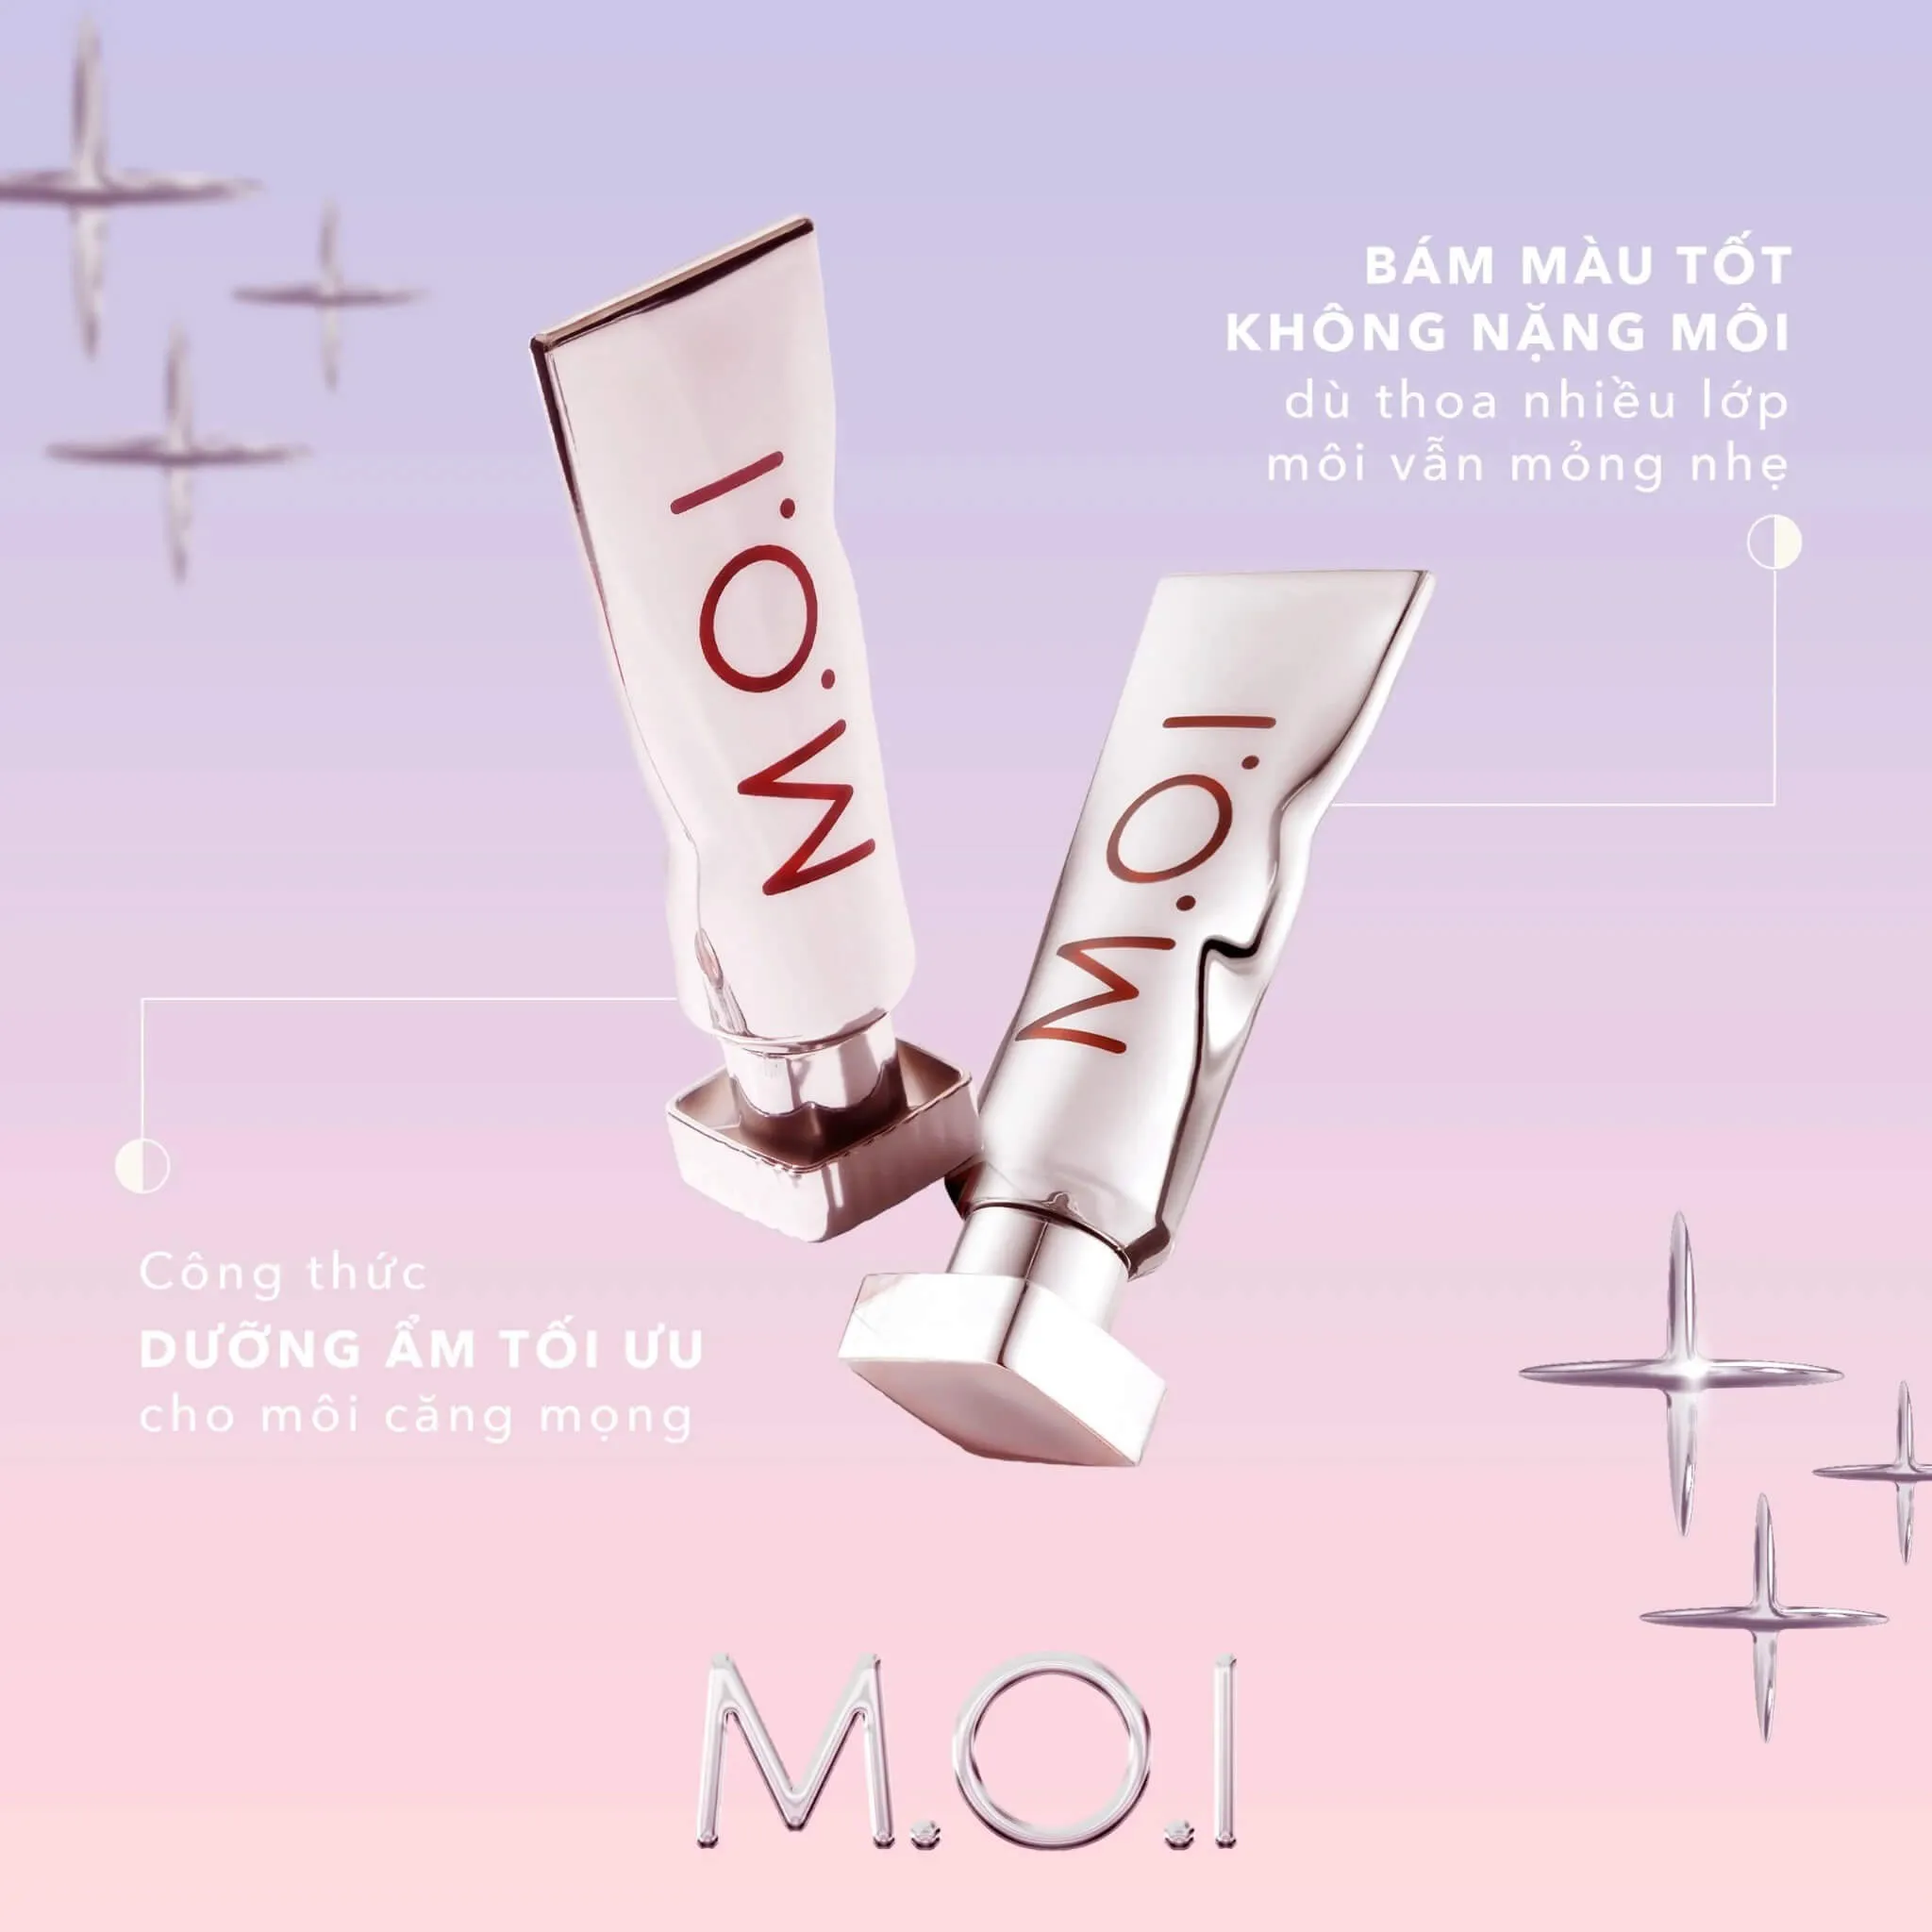 BÁM MÀU TỐT
KHÔNG NẶNG MÔI
dù thoa nhiều lớp
môi vẫn mỏng nhẹ
M.O.I
M.O.I
Công thức
DƯỠNG ẨM TỐI ƯU
cho môi căng mọng
M.O.I